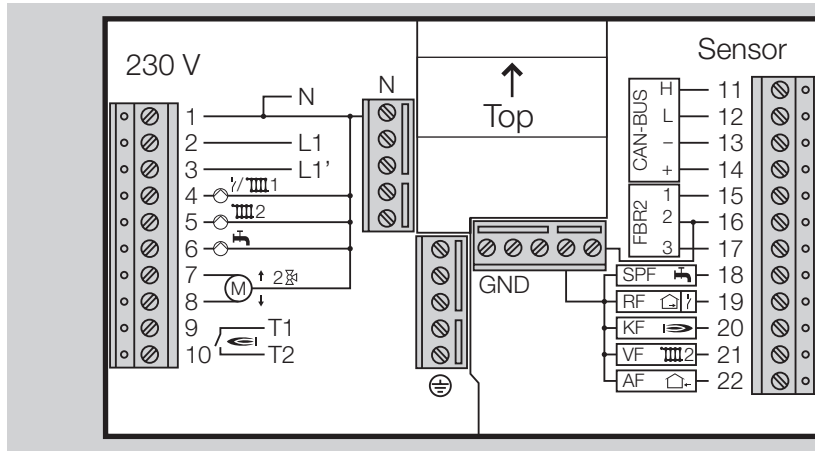 230 V
N
Top
Sensor
1 N
2 L1
3 L1’
4 1
5 2
6
7 M 2
8
9 T1
10 T2
GND
CAN-BUS
H 11
L 12
– 13
+ 14
FBR2
1 15
2 16
3 17
SPF 18
RF 19
KF 20
VF 2 21
AF 22